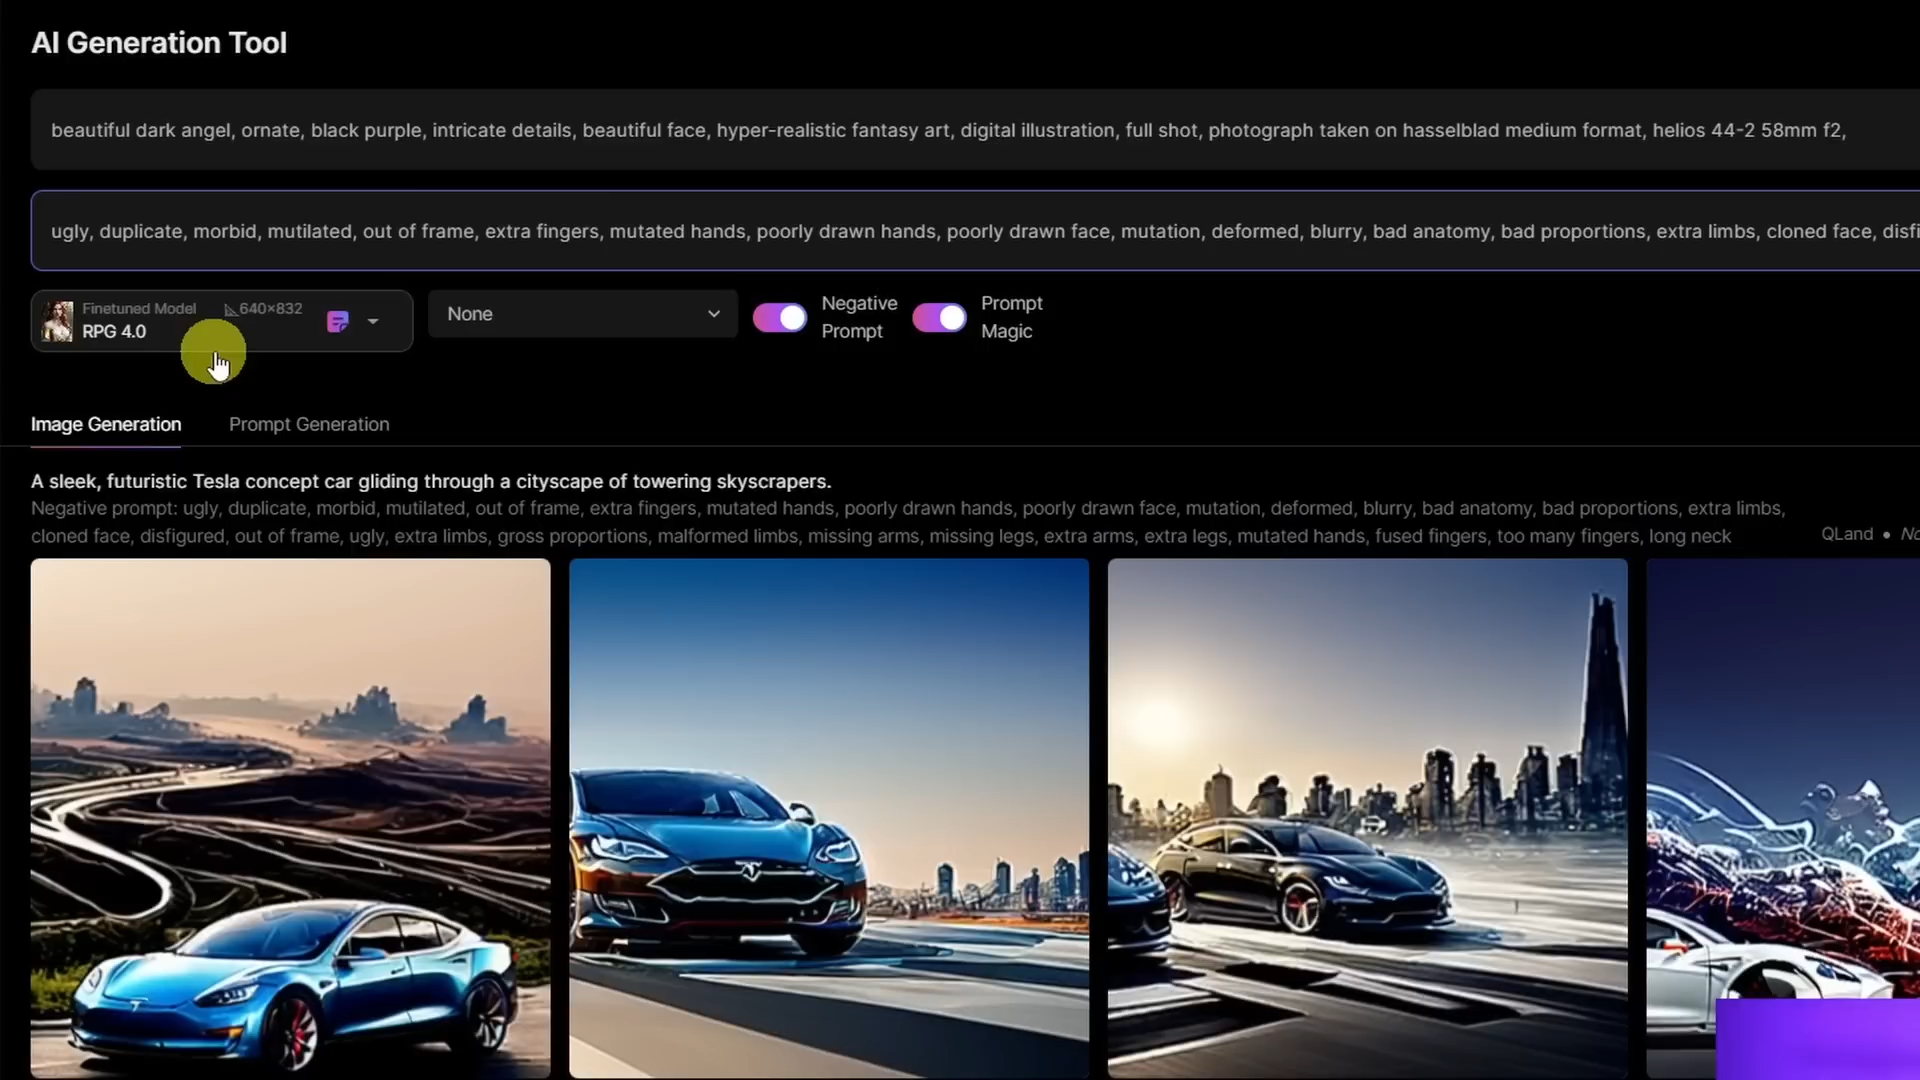 AI Generation Tool
beautiful dark angel, ornate, black purple, intricate details, beautiful face, hyper-realistic fantasy art, digital illustration, full shot, photograph taken on hasselblad medium format, helios 44-2 58mm f2,
ugly, duplicate, morbid, mutilated, out of frame, extra fingers, mutated hands, poorly drawn hands, poorly drawn face, mutation, deformed, blurry, bad anatomy, bad proportions, extra limbs, cloned face,
Finetuned Model 640×832
RPG 4.0
None
Negative
Prompt
Prompt
Magic
Image Generation Prompt Generation
A sleek, futuristic Tesla concept car gliding through a cityscape of towering skyscrapers.
Negative prompt: ugly, duplicate, morbid, mutilated, out of frame, extra fingers, mutated hands, poorly drawn hands, poorly drawn face, mutation, deformed, blurry, bad anatomy, bad proportions, extra limbs,
cloned face, disfigured, out of frame, ugly, extra limbs, gross proportions, malformed limbs, missing arms, missing legs, extra arms, extra legs, mutated hands, fused fingers, too many fingers, long neck
QLand •